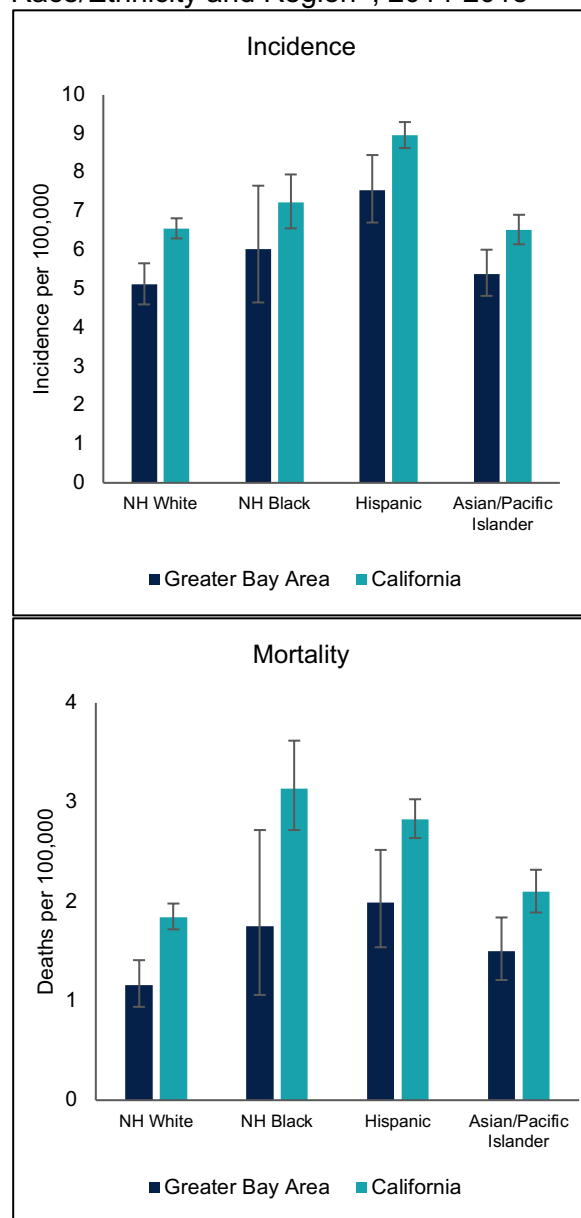 Incidence
Incidence per 100,000
10
9
8
7
6
5
4
3
2
1
0
NH White NH Black Hispanic Asian/Pacific
Islander
Greater Bay Area California
Mortality
Deaths per 100,000
4
3
2
1
0
NH White NH Black Hispanic Asian/Pacific
Islander
Greater Bay Area California